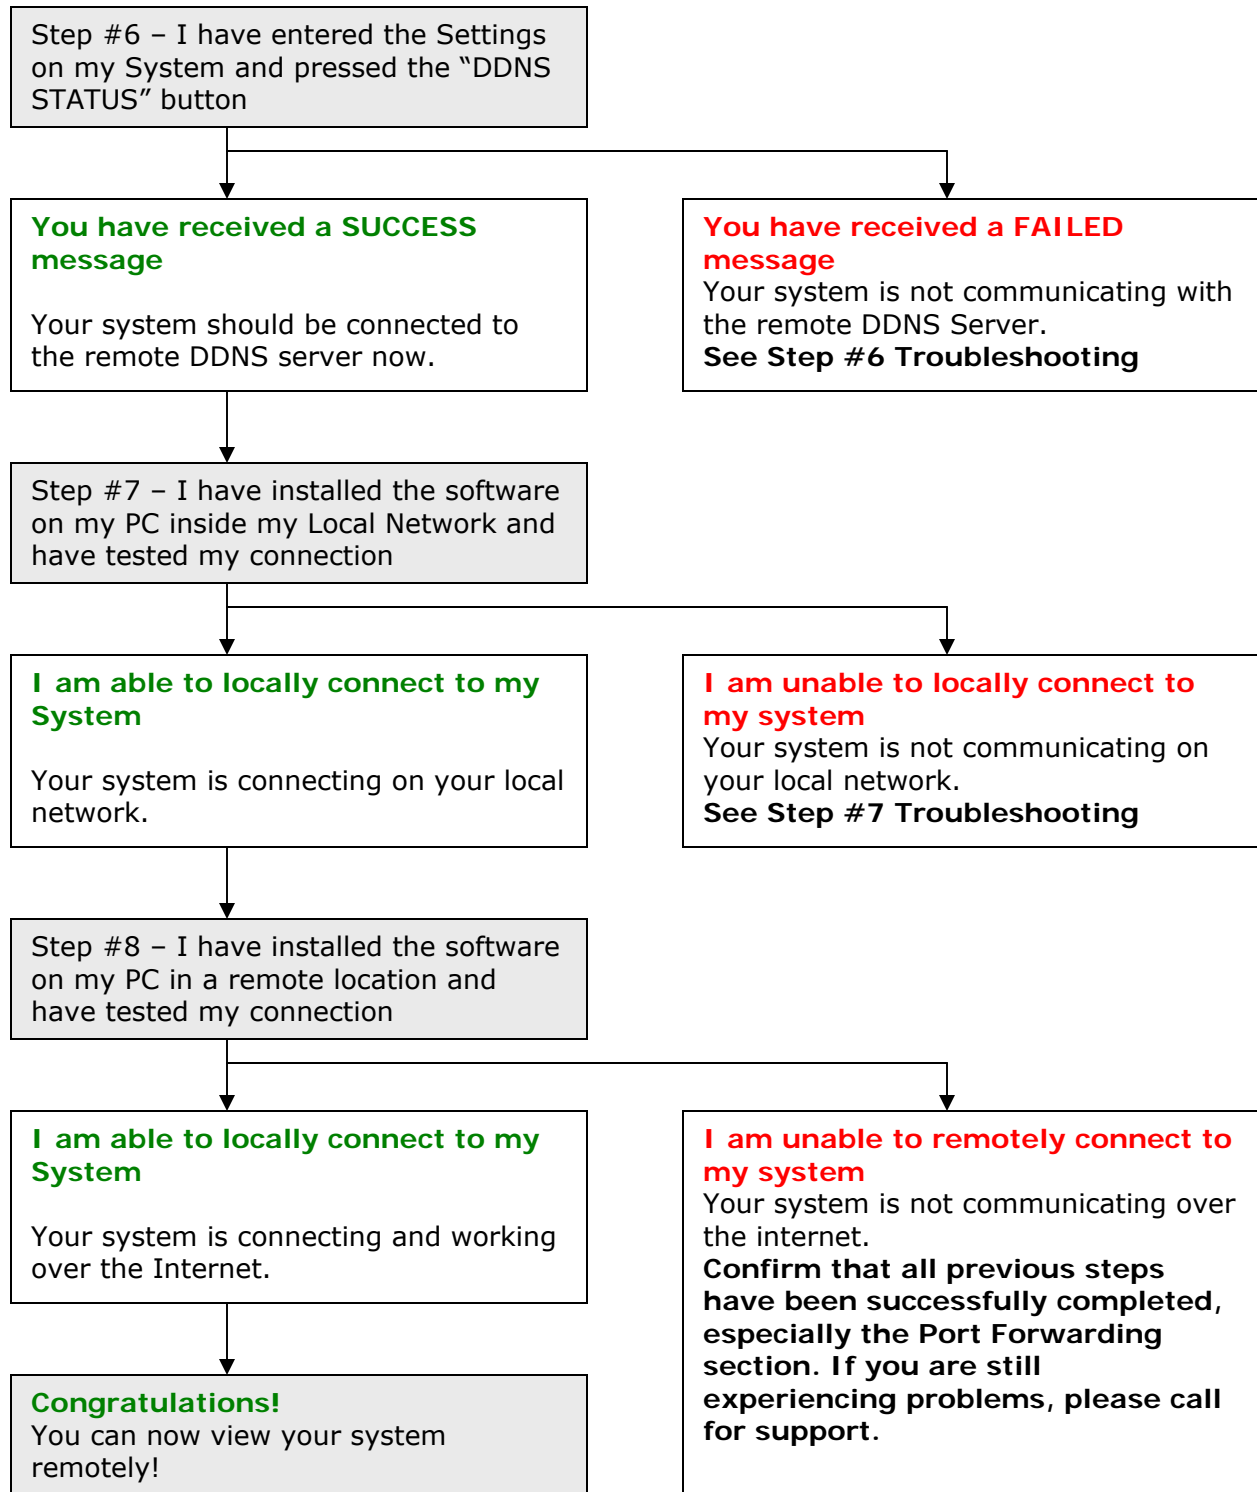 Step #6 – I have entered the Settings
on my System and pressed the “DDNS
STATUS” button
You have received a SUCCESS
message
Your system should be connected to
the remote DDNS server now.
You have received a FAILED
message
Your system is not communicating with
the remote DDNS Server.
See Step #6 Troubleshooting
Step #7 – I have installed the software
on my PC inside my Local Network and
have tested my connection
I am able to locally connect to my
System
Your system is connecting on your local
network.
I am unable to locally connect to
my system
Your system is not communicating on
your local network.
See Step #7 Troubleshooting
Step #8 – I have installed the software
on my PC in a remote location and
have tested my connection
I am able to locally connect to my
System
Your system is connecting and working
over the Internet.
I am unable to remotely connect to
my system
Your system is not communicating over
the internet.
Confirm that all previous steps
have been successfully completed,
especially the Port Forwarding
section. If you are still
experiencing problems, please call
for support.
Congratulations!
You can now view your system
remotely!